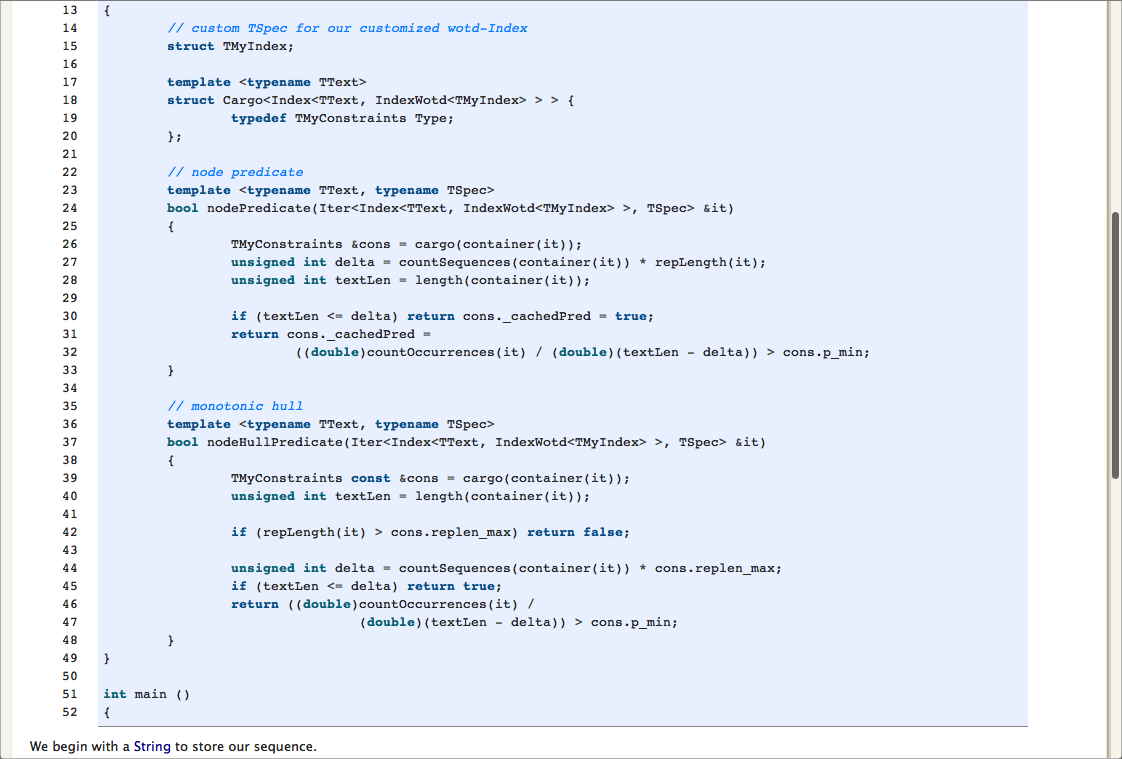 13 {
14 // custom TSpec for our customized wotd-Index
15 struct TMyIndex;
16
17 template <typename TText>
18 struct Cargo<Index<TText, IndexWotd<TMyIndex> > > {
19 typedef TMyConstraints Type;
20 };
21
22 // node predicate
23 template <typename TText, typename TSpec>
24 bool nodePredicate(Iter<Index<TText, IndexWotd<TMyIndex> >, TSpec> &it)
25 {
26 TMyConstraints &cons = cargo(container(it));
27 unsigned int delta = countSequences(container(it)) * repLength(it);
28 unsigned int textLen = length(container(it));
29
30 if (textLen <= delta) return cons._cachedPred = true;
31 return cons._cachedPred =
32 ((double)countOccurrences(it) / (double)(textLen - delta)) > cons.p_min;
33 }
34
35 // monotonic hull
36 template <typename TText, typename TSpec>
37 bool nodeHullPredicate(Iter<Index<TText, IndexWotd<TMyIndex> >, TSpec> &it)
38 {
39 TMyConstraints const &cons = cargo(container(it));
40 unsigned int textLen = length(container(it));
41
42 if (repLength(it) > cons.replen_max) return false;
43
44 unsigned int delta = countSequences(container(it)) * cons.replen_max;
45 if (textLen <= delta) return true;
46 return ((double)countOccurrences(it) /
47 (double)(textLen - delta)) > cons.p_min;
48 }
49 }
50
51 int main ()
52 {
We begin with a String to store our sequence.